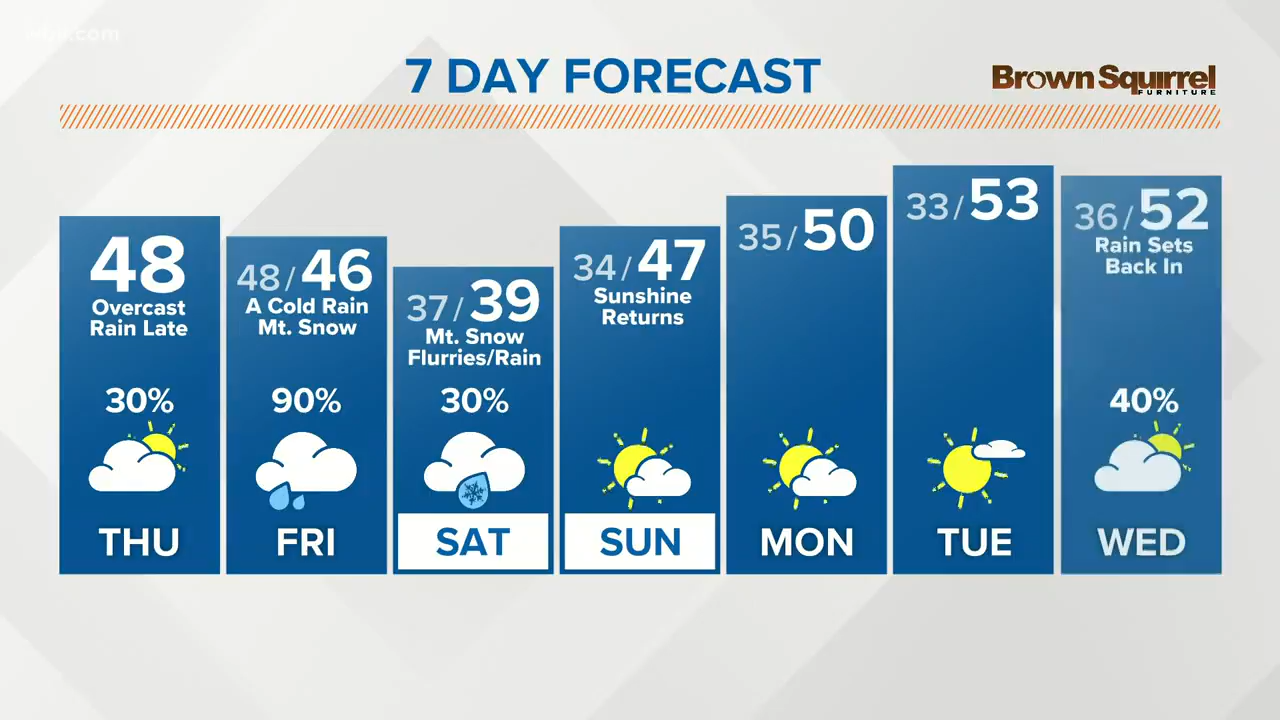 7 DAY FORECAST
Brown Squirrel
FURNITURE
48
Overcast
Rain Late
30%
THU
48/46
A Cold Rain
Mt. Snow
90%
FRI
37/39
Mt. Snow
Flurries/Rain
30%
SAT
34/47
Sunshine
Returns
SUN
35/50
MON
33/53
TUE
36/52
Rain Sets
Back In
40%
WED